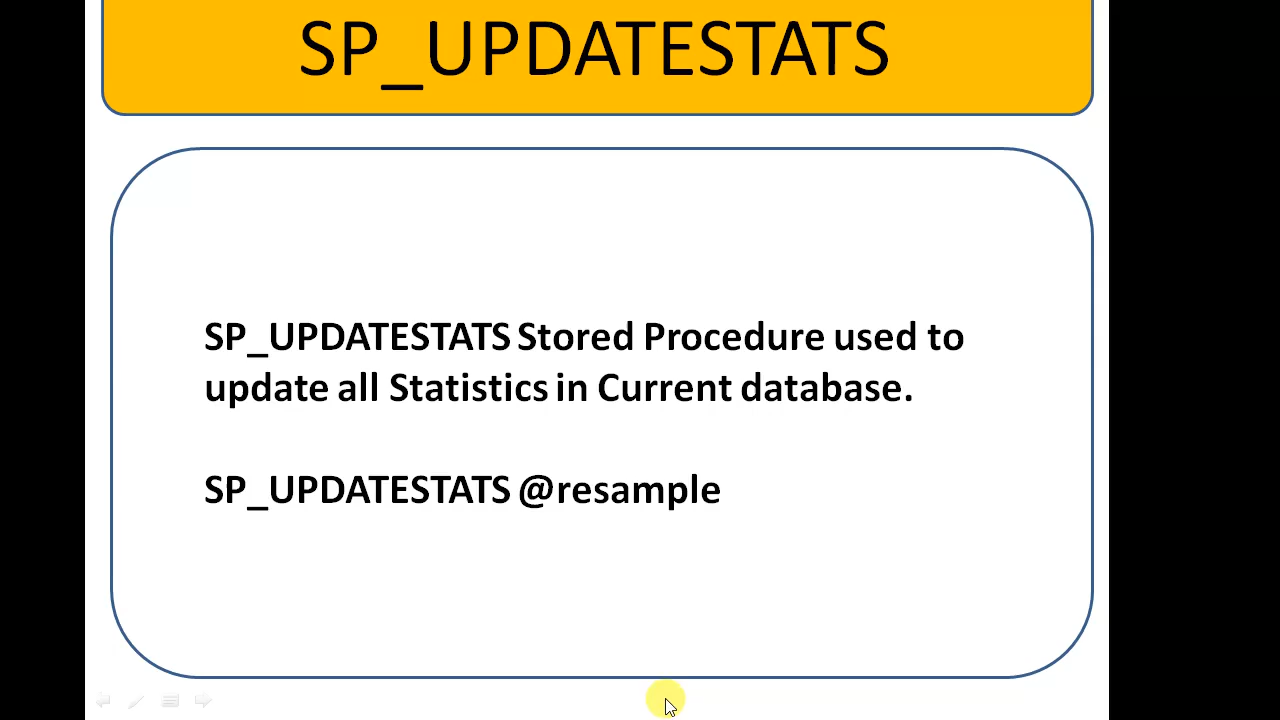 SP_UPDATESTATS
SP_UPDATESTATS Stored Procedure used to
update all Statistics in Current database.
SP_UPDATESTATS @resample